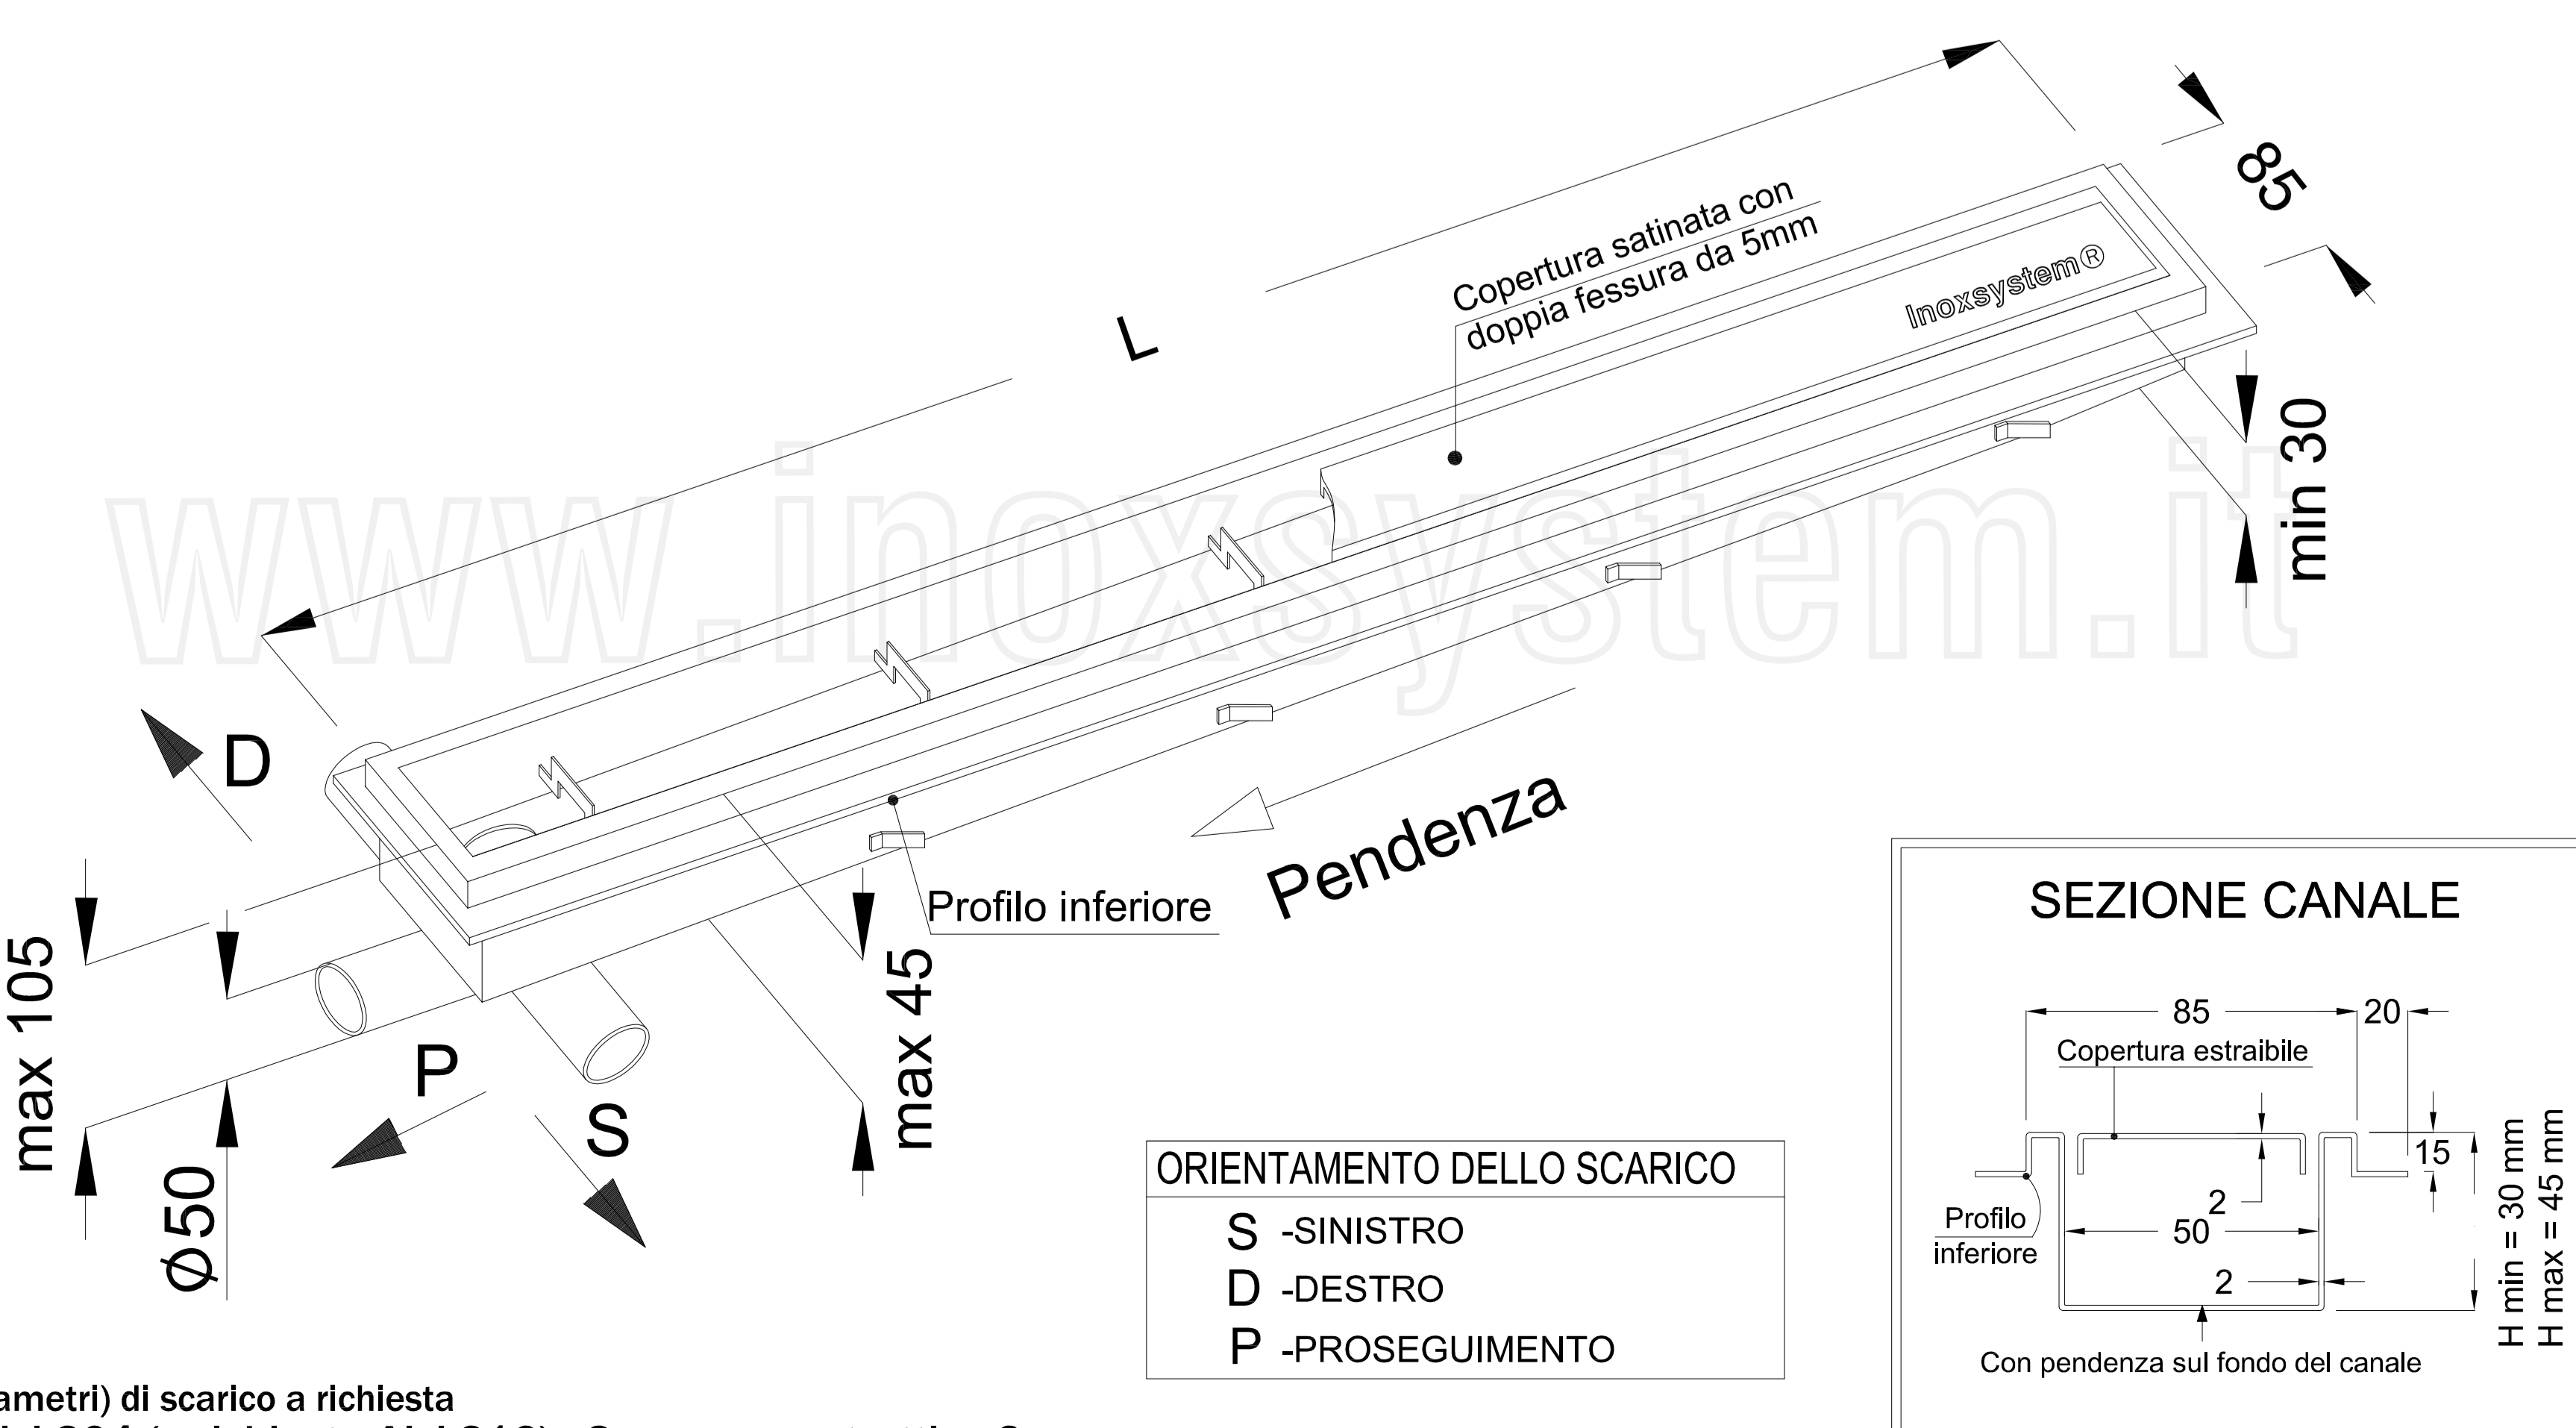 85
Copertura satinata con
doppia fessura da 5mm
Inoxsystem®
L
min 30
www.inoxsystem.it
D
Pendenza
Profilo inferiore
max 105
max 45
P
S
Φ50
ORIENTAMENTO DELLO SCARICO
S -SINISTRO
D -DESTRO
P -PROSEGUIMENTO
SEZIONE CANALE
85
20
Copertura estraibile
15
2
Profilo
inferiore
50
2
H min = 30 mm
H max = 45 mm
Con pendenza sul fondo del canale
ametri) di scarico a richiesta